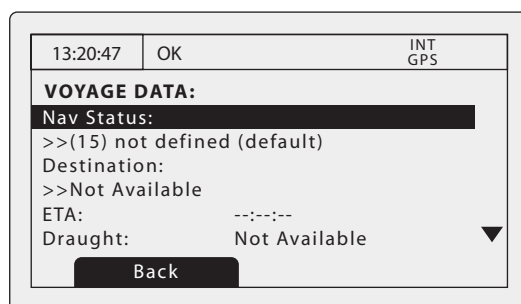 13:20:47 OK INT
GPS
VOYAGE DATA:
Nav Status:
>>(15) not defined (default)
Destination:
>>Not Available
ETA: --:--:--
Draught: Not Available
Back